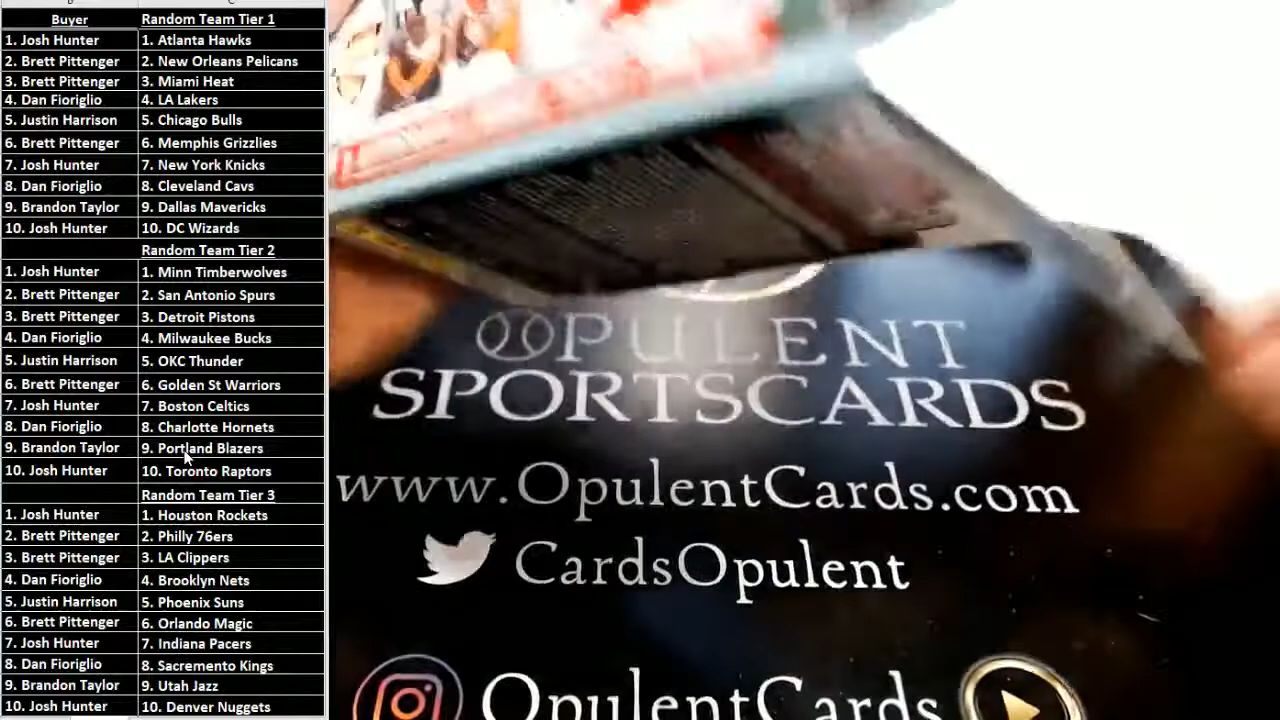 Buyer Random Team Tier 1
1. Josh Hunter 1. Atlanta Hawks
2. Brett Pittenger 2. New Orleans Pelicans
3. Brett Pittenger 3. Miami Heat
4. Dan Fioriglio 4. LA Lakers
5. Justin Harrison 5. Chicago Bulls
6. Brett Pittenger 6. Memphis Grizzlies
7. Josh Hunter 7. New York Knicks
8. Dan Fioriglio 8. Cleveland Cavs
9. Brandon Taylor 9. Dallas Mavericks
10. Josh Hunter 10. DC Wizards
Random Team Tier 2
1. Josh Hunter 1. Minn Timberwolves
2. Brett Pittenger 2. San Antonio Spurs
3. Brett Pittenger 3. Detroit Pistons
4. Dan Fioriglio 4. Milwaukee Bucks
5. Justin Harrison 5. OKC Thunder
6. Brett Pittenger 6. Golden St Warriors
7. Josh Hunter 7. Boston Celtics
8. Dan Fioriglio 8. Charlotte Hornets
9. Brandon Taylor 9. Portland Blazers
10. Josh Hunter 10. Toronto Raptors
Random Team Tier 3
1. Josh Hunter 1. Houston Rockets
2. Brett Pittenger 2. Philly 76ers
3. Brett Pittenger 3. LA Clippers
4. Dan Fioriglio 4. Brooklyn Nets
5. Justin Harrison 5. Phoenix Suns
6. Brett Pittenger 6. Orlando Magic
7. Josh Hunter 7. Indiana Pacers
8. Dan Fioriglio 8. Sacremento Kings
9. Brandon Taylor 9. Utah Jazz
10. Josh Hunter 10. Denver Nuggets
OPULENT
SPORTSCARDS
www.OpulentCards.com
CardsOpulent
OpulentCards